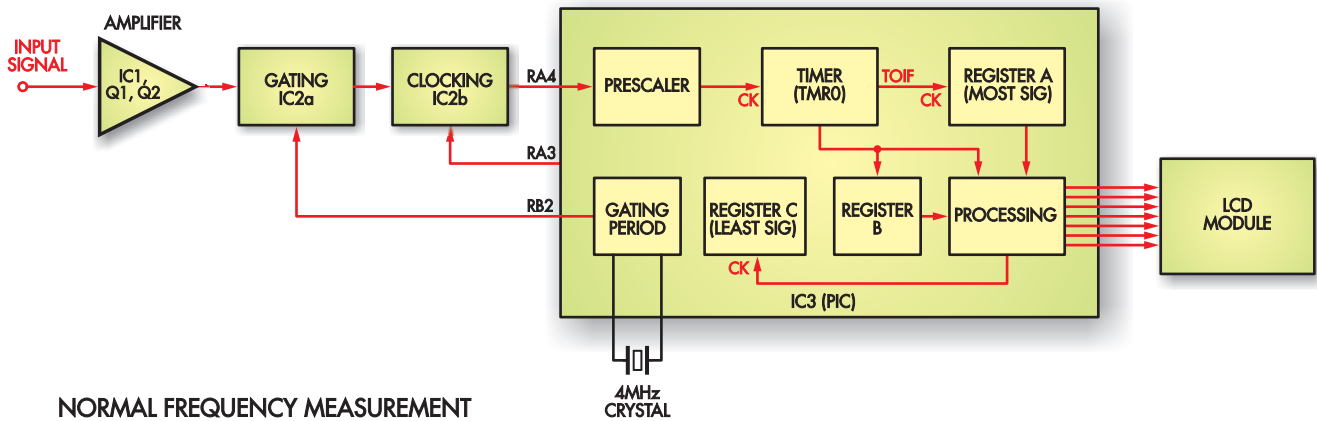 AMPLIFIER
INPUT
SIGNAL
IC1,
Q1, Q2
GATING
IC2a
CLOCKING
IC2b
RA4
RA3
RB2
PRESCALER
CK
TIMER
(TMR0)
TOIF
CK
REGISTER A
(MOST SIG)
GATING
PERIOD
REGISTER C
(LEAST SIG)
CK
REGISTER
B
PROCESSING
IC3 (PIC)
LCD
MODULE
4MHz
CRYSTAL
NORMAL FREQUENCY MEASUREMENT